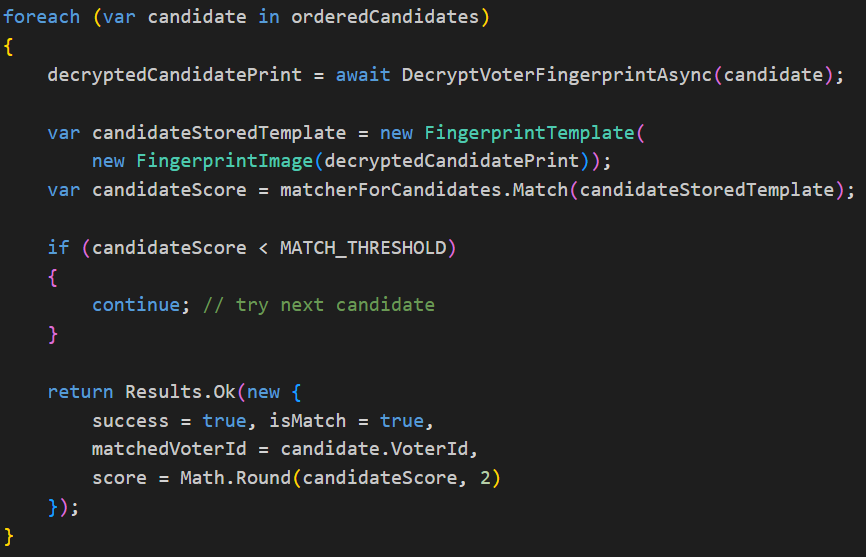 foreach (var candidate in orderedCandidates)
{
    decryptedCandidatePrint = await DecryptVoterFingerprintAsync(candidate);

    var candidateStoredTemplate = new FingerprintTemplate(
        new FingerprintImage(decryptedCandidatePrint));
    var candidateScore = matcherForCandidates.Match(candidateStoredTemplate);

    if (candidateScore < MATCH_THRESHOLD)
    {
        continue; // try next candidate
    }

    return Results.Ok(new {
        success = true, isMatch = true,
        matchedVoterId = candidate.VoterId,
        score = Math.Round(candidateScore, 2)
    });
}